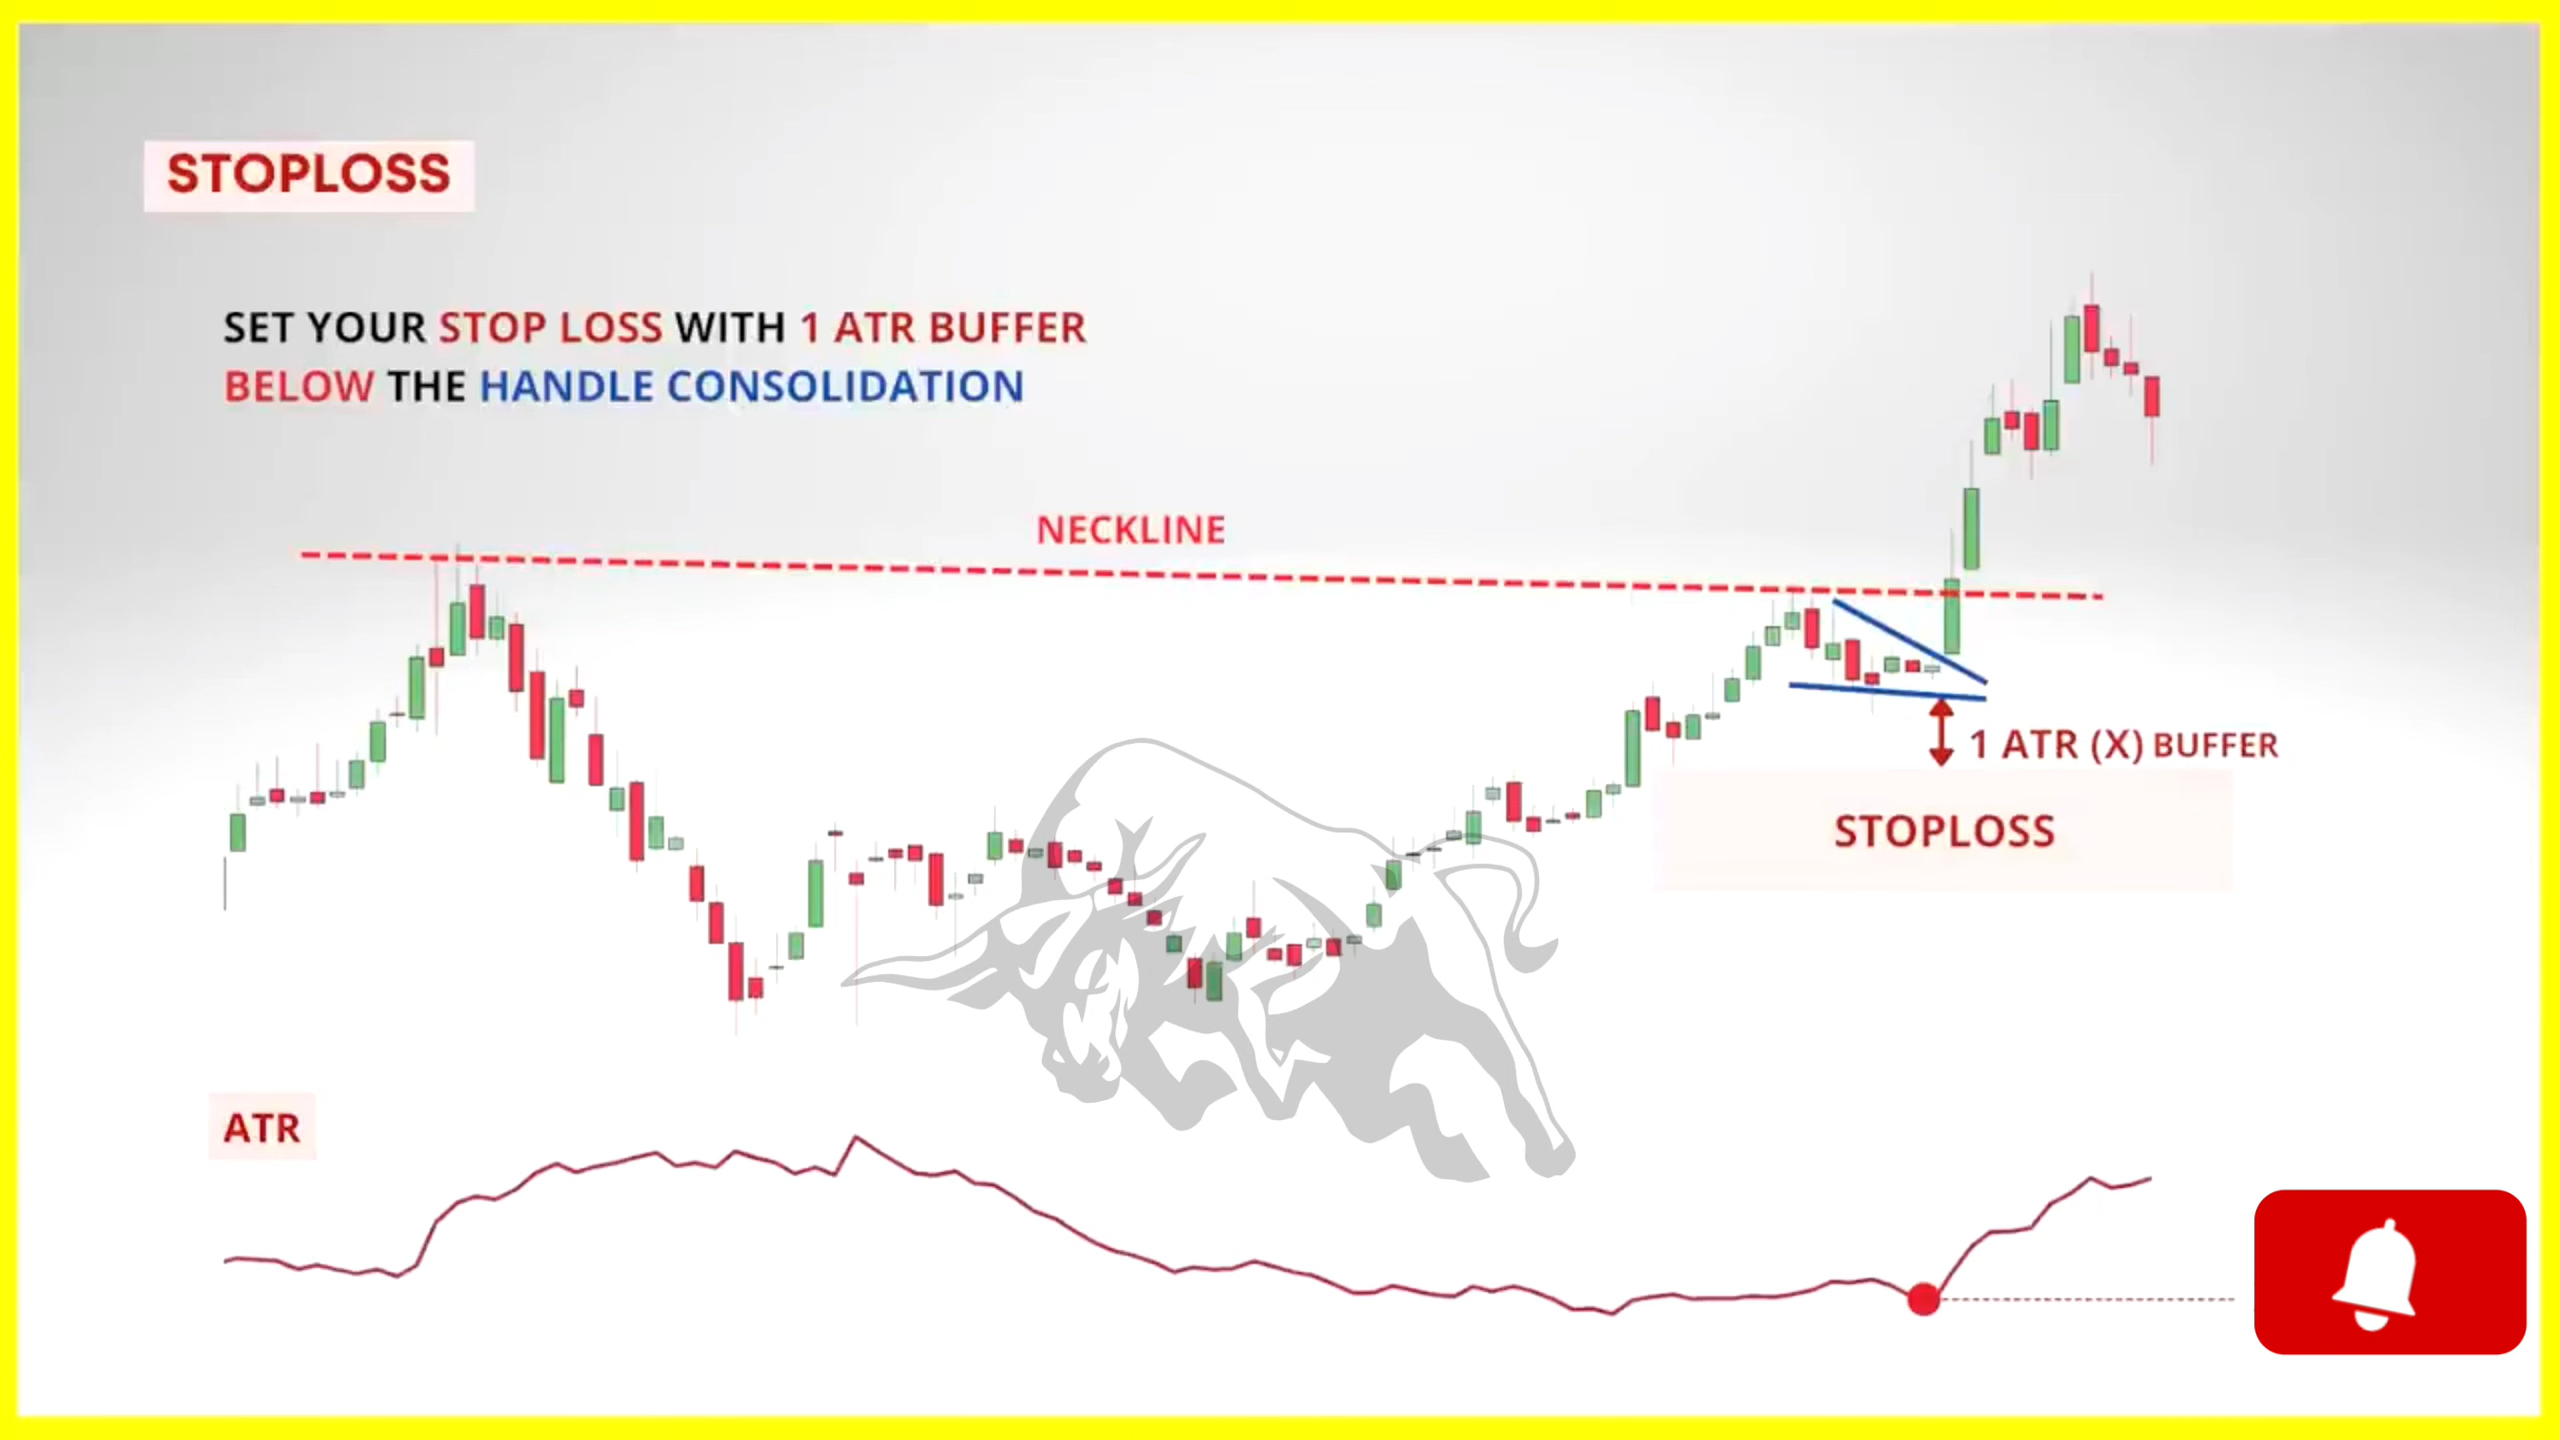 STOPLOSS
SET YOUR STOP LOSS WITH 1 ATR BUFFER
BELOW THE HANDLE CONSOLIDATION
NECKLINE
1 ATR (X) BUFFER
STOPLOSS
ATR